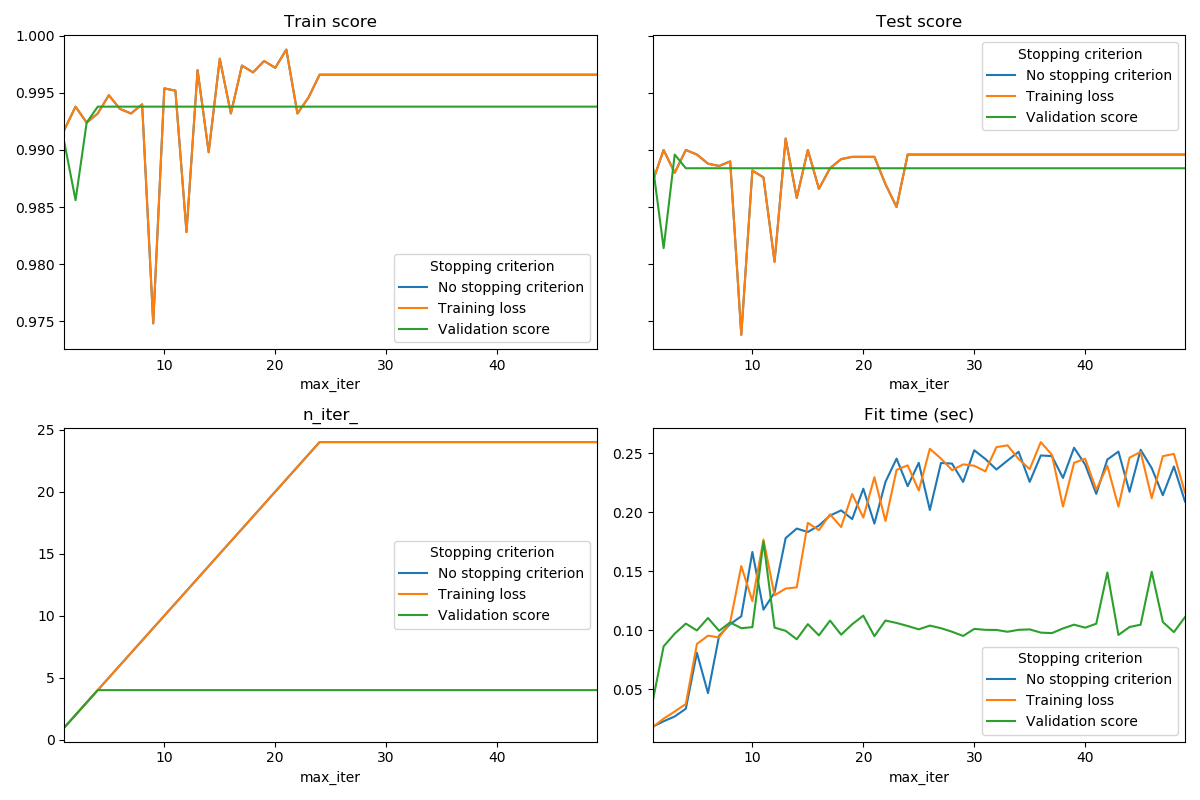 Train score
1.000
0.995
0.990
0.985
0.980
0.975
10
20
30
40
max_iter
Stopping criterion
No stopping criterion
Training loss
Validation score
Test score
Stopping criterion
No stopping criterion
Training loss
Validation score
10
20
30
40
max_iter
n_iter_
25
20
15
10
5
0
Stopping criterion
No stopping criterion
Training loss
Validation score
10
20
30
40
max_iter
Fit time (sec)
0.25
0.20
0.15
0.10
0.05
Stopping criterion
No stopping criterion
Training loss
Validation score
10
20
30
40
max_iter